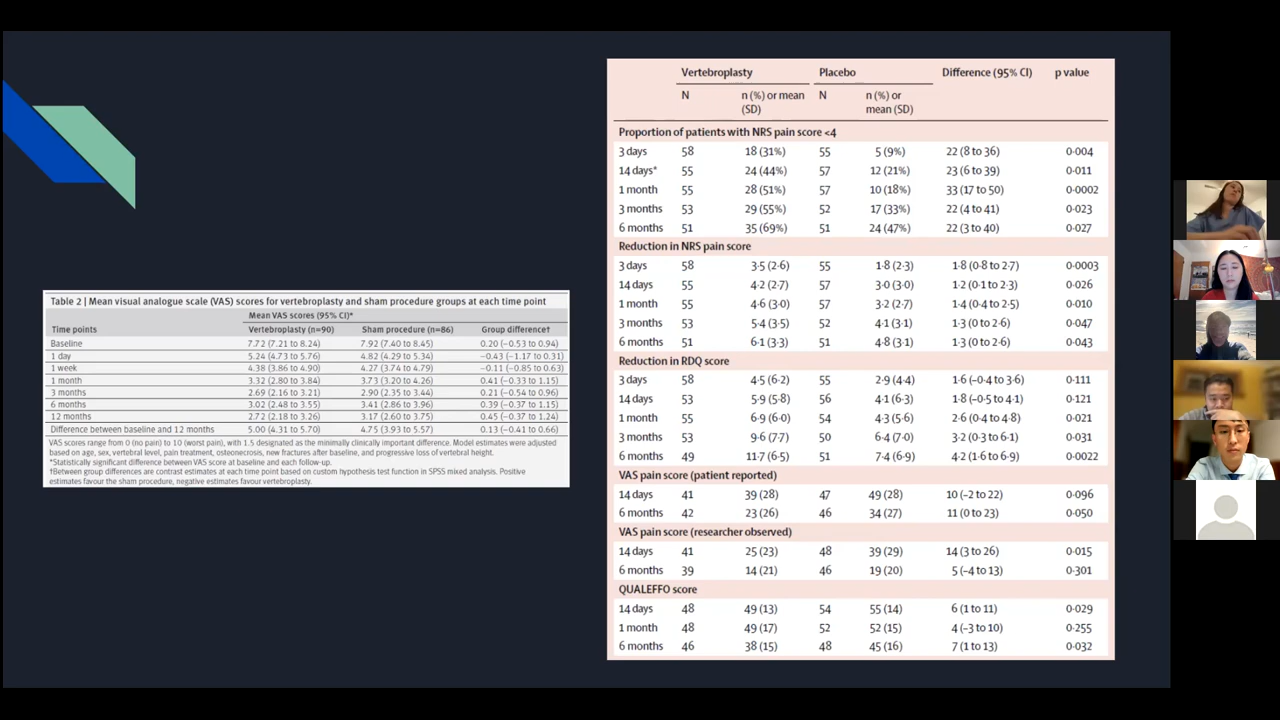 Table 2 | Mean visual analogue scale (VAS) scores for vertebroplasty and sham procedure groups at each time point
Mean VAS scores (95% CI)*
Time points Vertebroplasty (n=90) Sham procedure (n=86) Group difference†
Baseline 7.72 (7.21 to 8.24) 7.92 (7.40 to 8.45) 0.20 (−0.53 to 0.94)
1 day 5.24 (4.73 to 5.76) 4.82 (4.29 to 5.34) −0.43 (−1.17 to 0.31)
1 week 4.38 (3.86 to 4.90) 4.27 (3.74 to 4.79) −0.11 (−0.85 to 0.63)
1 month 3.32 (2.80 to 3.84) 3.73 (3.20 to 4.26) 0.41 (−0.33 to 1.15)
3 months 2.69 (2.16 to 3.21) 2.90 (2.35 to 3.44) 0.21 (−0.54 to 0.96)
6 months 3.02 (2.48 to 3.55) 3.41 (2.86 to 3.96) 0.39 (−0.37 to 1.15)
12 months 2.72 (2.18 to 3.26) 3.17 (2.60 to 3.75) 0.45 (−0.37 to 1.24)
Difference between baseline and 12 months 5.00 (4.31 to 5.70) 4.75 (3.93 to 5.57) 0.13 (−0.41 to 0.66)
VAS scores range from 0 (no pain) to 10 (worst pain), with 1.5 designated as the minimally clinically important difference. Model estimates were adjusted
based on age, sex, vertebral level, pain treatment, osteonecrosis, new fractures after baseline, and progressive loss of vertebral height.
*Statistically significant difference between VAS score at baseline and each follow-up.
†Between group differences are contrast estimates at each time point based on custom hypothesis test function in SPSS mixed analysis. Positive
estimates favour the sham procedure, negative estimates favour vertebroplasty.
Vertebroplasty Placebo Difference (95% CI) p value
N n (%) or mean N n (%) or
(SD) mean (SD)
Proportion of patients with NRS pain score <4
3 days 58 18 (31%) 55 5 (9%) 22 (8 to 36) 0·004
14 days* 55 24 (44%) 57 12 (21%) 23 (6 to 39) 0·011
1 month 55 28 (51%) 57 10 (18%) 33 (17 to 50) 0·0002
3 months 53 29 (55%) 52 17 (33%) 22 (4 to 41) 0·023
6 months 51 35 (69%) 51 24 (47%) 22 (3 to 40) 0·027
Reduction in NRS pain score
3 days 58 3·5 (2·6) 55 1·8 (2·3) 1·8 (0·8 to 2·7) 0·0003
14 days 55 4·2 (2·7) 57 3·0 (3·0) 1·2 (0·1 to 2·3) 0·026
1 month 55 4·6 (3·0) 57 3·2 (2·7) 1·4 (0·4 to 2·5) 0·010
3 months 53 5·4 (3·5) 52 4·1 (3·1) 1·3 (0 to 2·6) 0·047
6 months 51 6·1 (3·3) 51 4·8 (3·1) 1·3 (0 to 2·6) 0·043
Reduction in RDQ score
3 days 58 4·5 (6·2) 55 2·9 (4·4) 1·6 (−0·4 to 3·6) 0·111
14 days 53 5·9 (5·8) 56 4·1 (6·3) 1·8 (−0·5 to 4·1) 0·121
1 month 55 6·9 (6·0) 54 4·3 (5·6) 2·6 (0·4 to 4·8) 0·021
3 months 53 9·6 (7·7) 50 6·4 (7·0) 3·2 (0·3 to 6·1) 0·031
6 months 49 11·7 (6·5) 51 7·4 (6·9) 4·2 (1·6 to 6·9) 0·0022
VAS pain score (patient reported)
14 days 41 39 (28) 47 49 (28) 10 (−2 to 22) 0·096
6 months 42 23 (26) 46 34 (27) 11 (0 to 23) 0·050
VAS pain score (researcher observed)
14 days 41 25 (23) 48 39 (29) 14 (3 to 26) 0·015
6 months 39 14 (21) 46 19 (20) 5 (−4 to 13) 0·301
QUALEFFO score
14 days 48 49 (13) 54 55 (14) 6 (1 to 11) 0·029
1 month 48 49 (17) 52 52 (15) 4 (−3 to 10) 0·255
6 months 46 38 (15) 48 45 (16) 7 (1 to 13) 0·032